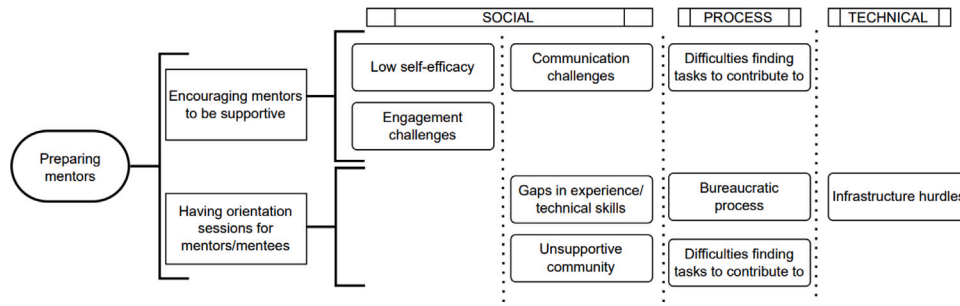 SOCIAL
PROCESS
TECHNICAL
Low self-efficacy
Communication
challenges
Difficulties finding
tasks to contribute to
Encouraging mentors
to be supportive
Engagement
challenges
Preparing
mentors
Having orientation
sessions for
mentors/mentees
Gaps in experience/
technical skills
Bureaucratic
process
Infrastructure hurdles
Unsupportive
community
Difficulties finding
tasks to contribute to